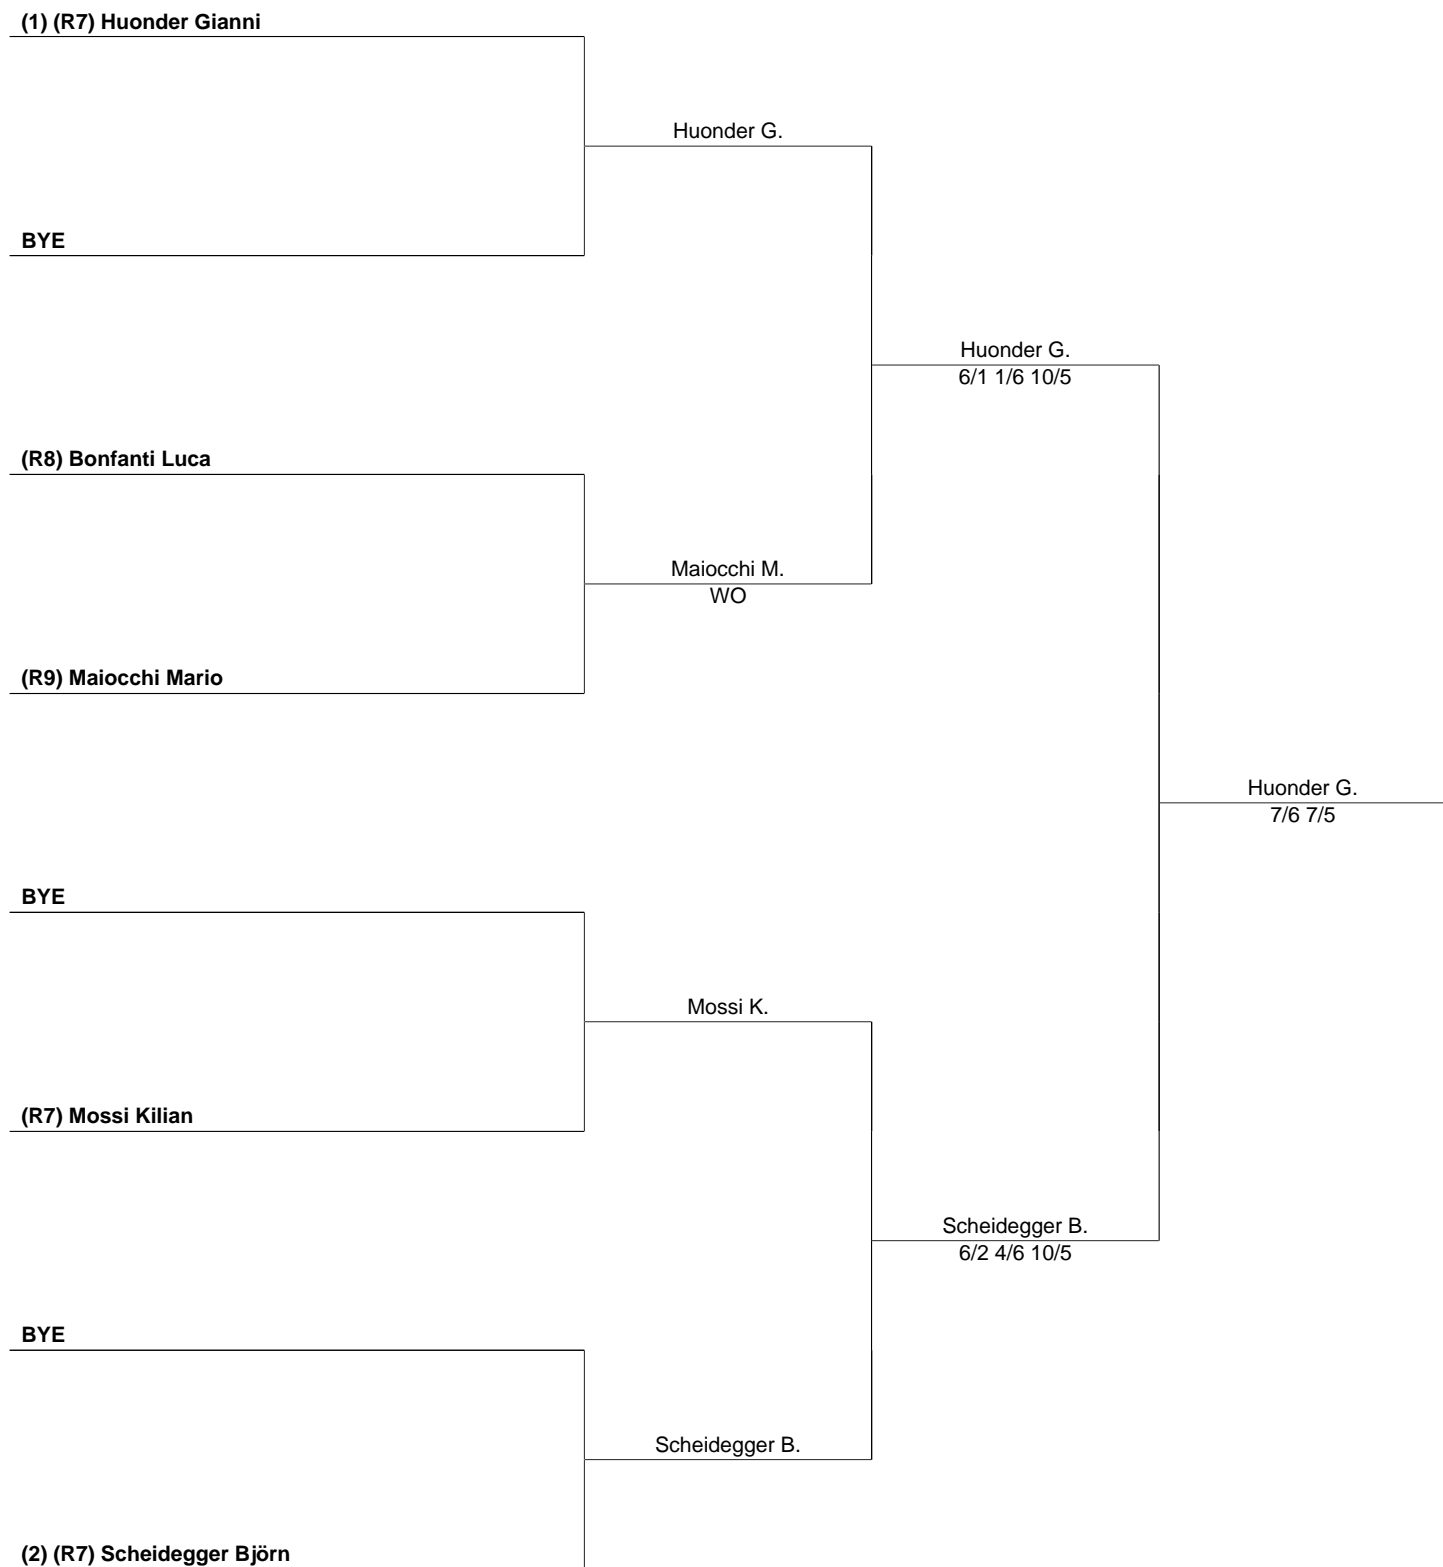 (1) (R7) Huonder Gianni
Huonder G.
BYE
Huonder G.
6/1 1/6 10/5
(R8) Bonfanti Luca
Maiocchi M.
WO
(R9) Maiocchi Mario
Huonder G.
7/6 7/5
BYE
Mossi K.
(R7) Mossi Kilian
Scheidegger B.
6/2 4/6 10/5
BYE
Scheidegger B.
(2) (R7) Scheidegger Björn